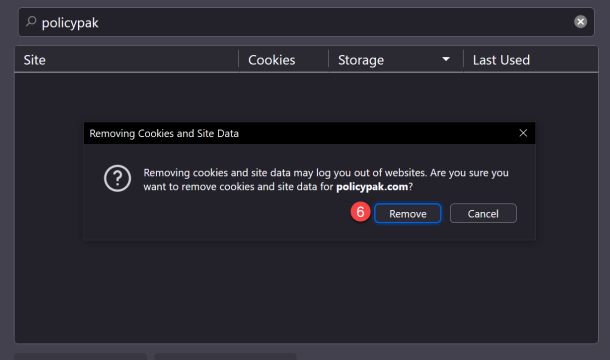 policypak
Site Cookies Storage Last Used
Removing Cookies and Site Data
Removing cookies and site data may log you out of websites. Are you sure you
want to remove cookies and site data for policypak.com?
6 Remove Cancel